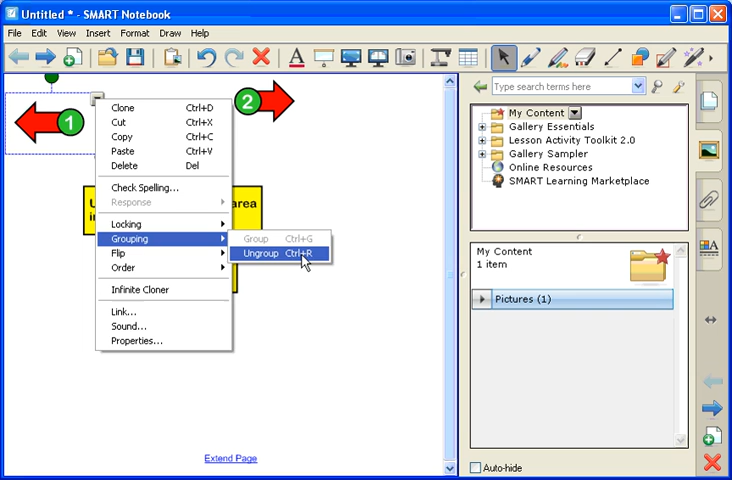 Untitled * - SMART Notebook
File Edit View Insert Format Draw Help
1
2
Clone Ctrl+D
Cut Ctrl+X
Copy Ctrl+C
Paste Ctrl+V
Delete Del
Check Spelling...
Response
Locking
Grouping
Flip
Order
Infinite Cloner
Link...
Sound...
Properties...
Group Ctrl+G
Ungroup Ctrl+R
area
Extend Page
Type search terms here
My Content
Gallery Essentials
Lesson Activity Toolkit 2.0
Gallery Sampler
Online Resources
SMART Learning Marketplace
My Content
1 item
Pictures (1)
Auto-hide